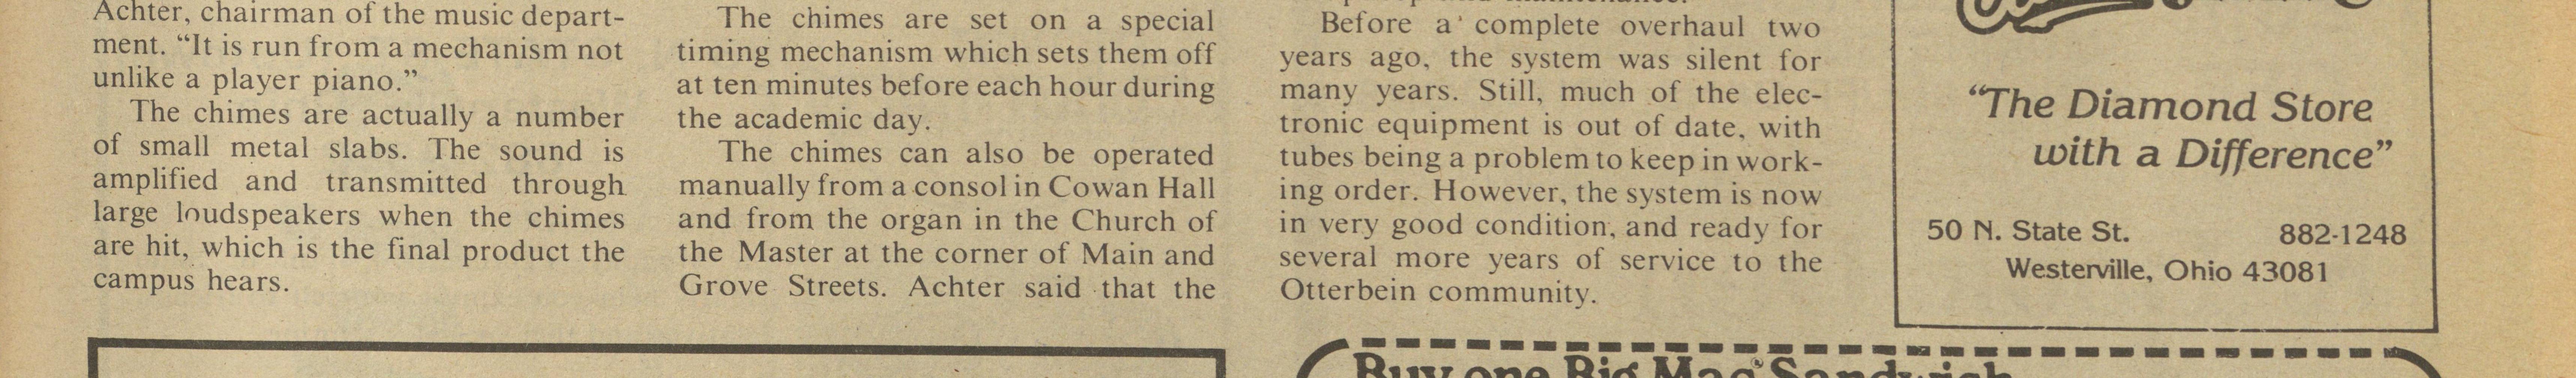 Achter, chairman of the music depart-
ment. “It is run from a mechanism not
unlike a player piano.”
The chimes are actually a number
of small metal slabs. The sound is
amplified and transmitted through
large loudspeakers when the chimes
are hit, which is the final product the
campus hears.
The chimes are set on a special
timing mechanism which sets them off
at ten minutes before each hour during
the academic day.
The chimes can also be operated
manually from a consol in Cowan Hall
and from the organ in the Church of
the Master at the corner of Main and
Grove Streets. Achter said that the
Before a complete overhaul two
years ago, the system was silent for
many years. Still, much of the elec-
tronic equipment is out of date, with
tubes being a problem to keep in work-
ing order. However, the system is now
in very good condition, and ready for
several more years of service to the
Otterbein community.
“The Diamond Store
with a Difference”
50 N. State St. 882-1248
Westerville, Ohio 43081
Buy one Big Mac Sandwich